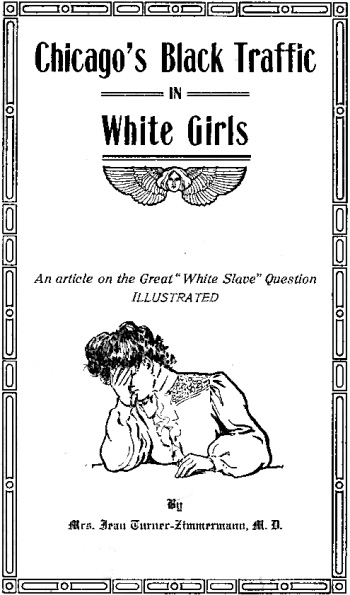 Chicago's Black Traffic
IN
White Girls
An article on the Great "White Slave" Question
ILLUSTRATED
By
Mrs. Jean Turner-Zimmermann, M. D.